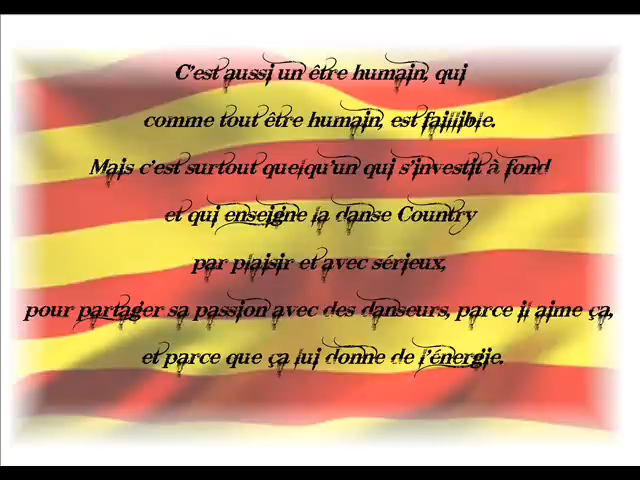 C'est aussi un être humain, qui
comme tout être humain, est faillible.
Mais c'est surtout quelqu'un qui s'investit à fond
et qui enseigne la danse Country
par plaisir et avec sérieux,
pour partager sa passion avec des danseurs, parce il aime ça,
et parce que ça lui donne de l'énergie.